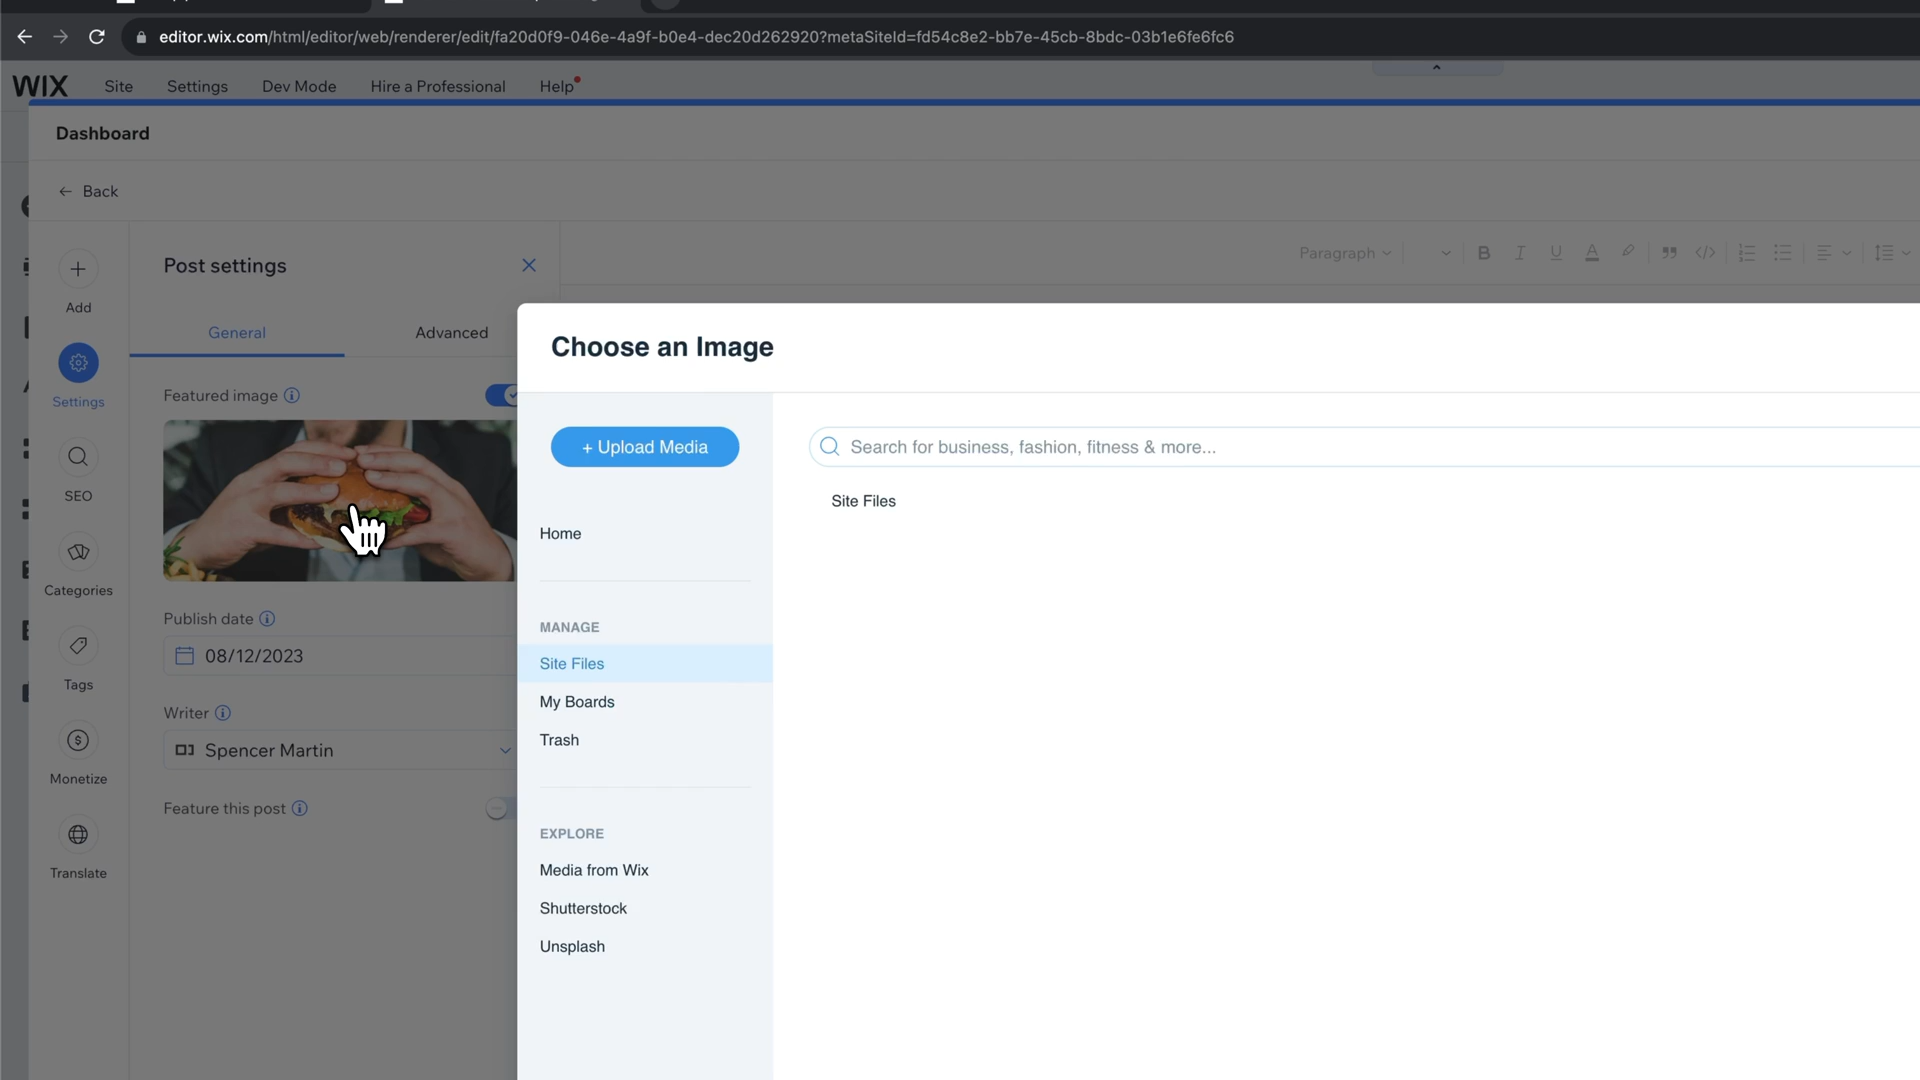 editor.wix.com/html/editor/web/renderer/edit/fa20d0f9-046e-4a9f-b0e4-dec20d262920?metaSiteId=fd54c8e2-bb7e-45cb-8bdc-03b1e6fe6fc6
WIX Site Settings Dev Mode Hire a Professional Help
Dashboard
← Back
Post settings
Paragraph
B I U A
Add
General Advanced
Choose an Image
Settings
Featured image
+ Upload Media
Search for business, fashion, fitness & more...
SEO
Site Files
Home
Categories
Publish date
MANAGE
08/12/2023
Site Files
Tags
My Boards
Writer
Trash
Spencer Martin
Monetize
Feature this post
EXPLORE
Translate
Media from Wix
Shutterstock
Unsplash